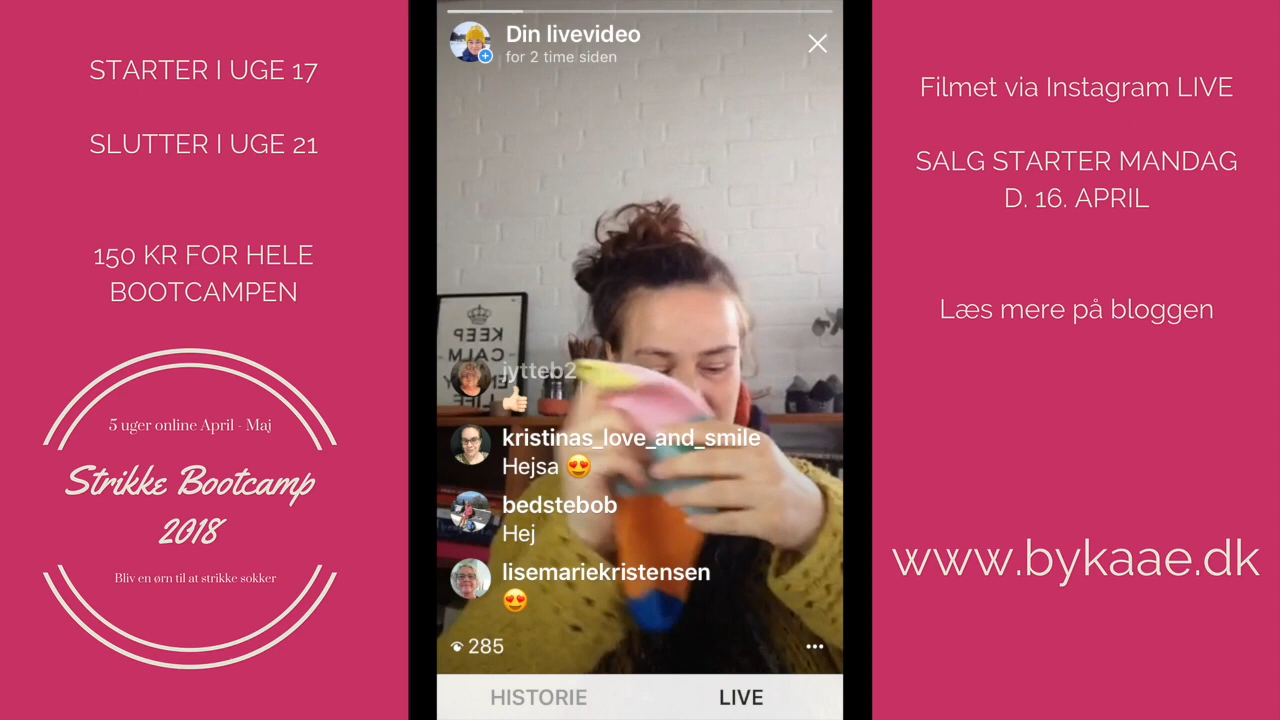 STARTER I UGE 17
SLUTTER I UGE 21
150 KR FOR HELE
BOOTCAMPEN
5 uger online April - Maj
Strikke Bootcamp
2018
Bliv en ørn til at strikke sokker
Din livevideo
for 2 time siden
KEEP
CALM
LIFE
jytteb2
kristinas_love_and_smile
Hejsa 😍
bedstebob
Hej
lisemariekristensen
😍
285
HISTORIE LIVE
Filmet via Instagram LIVE
SALG STARTER MANDAG
D. 16. APRIL
Læs mere på bloggen
www.bykaae.dk